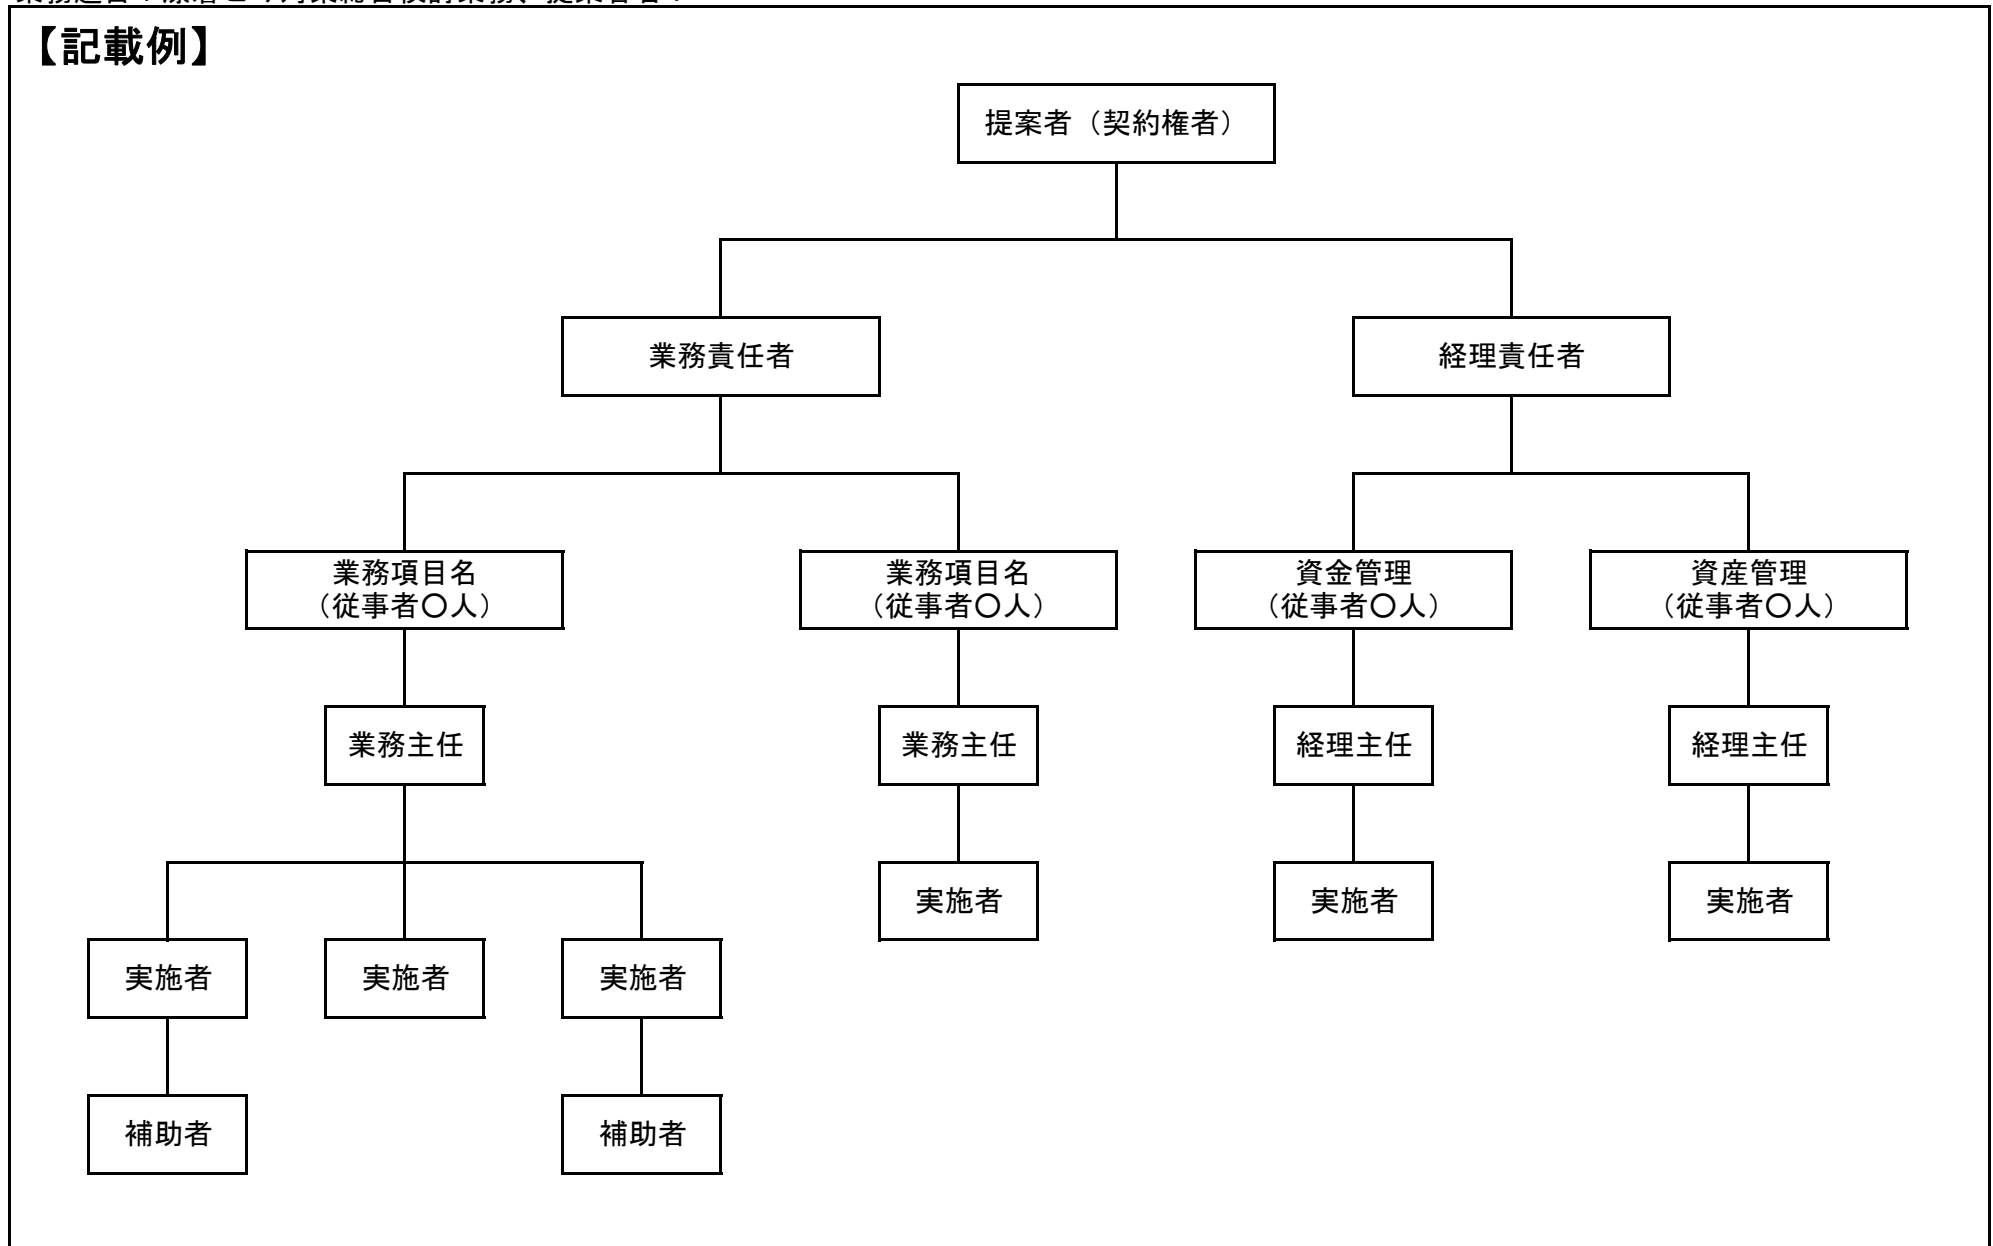 【記載例】
提案者（契約権者）
業務責任者
経理責任者
業務項目名
（従事者〇人）
業務項目名
（従事者〇人）
資金管理
（従事者〇人）
資産管理
（従事者〇人）
業務主任
業務主任
経理主任
経理主任
実施者
実施者
実施者
実施者
実施者
実施者
補助者
補助者